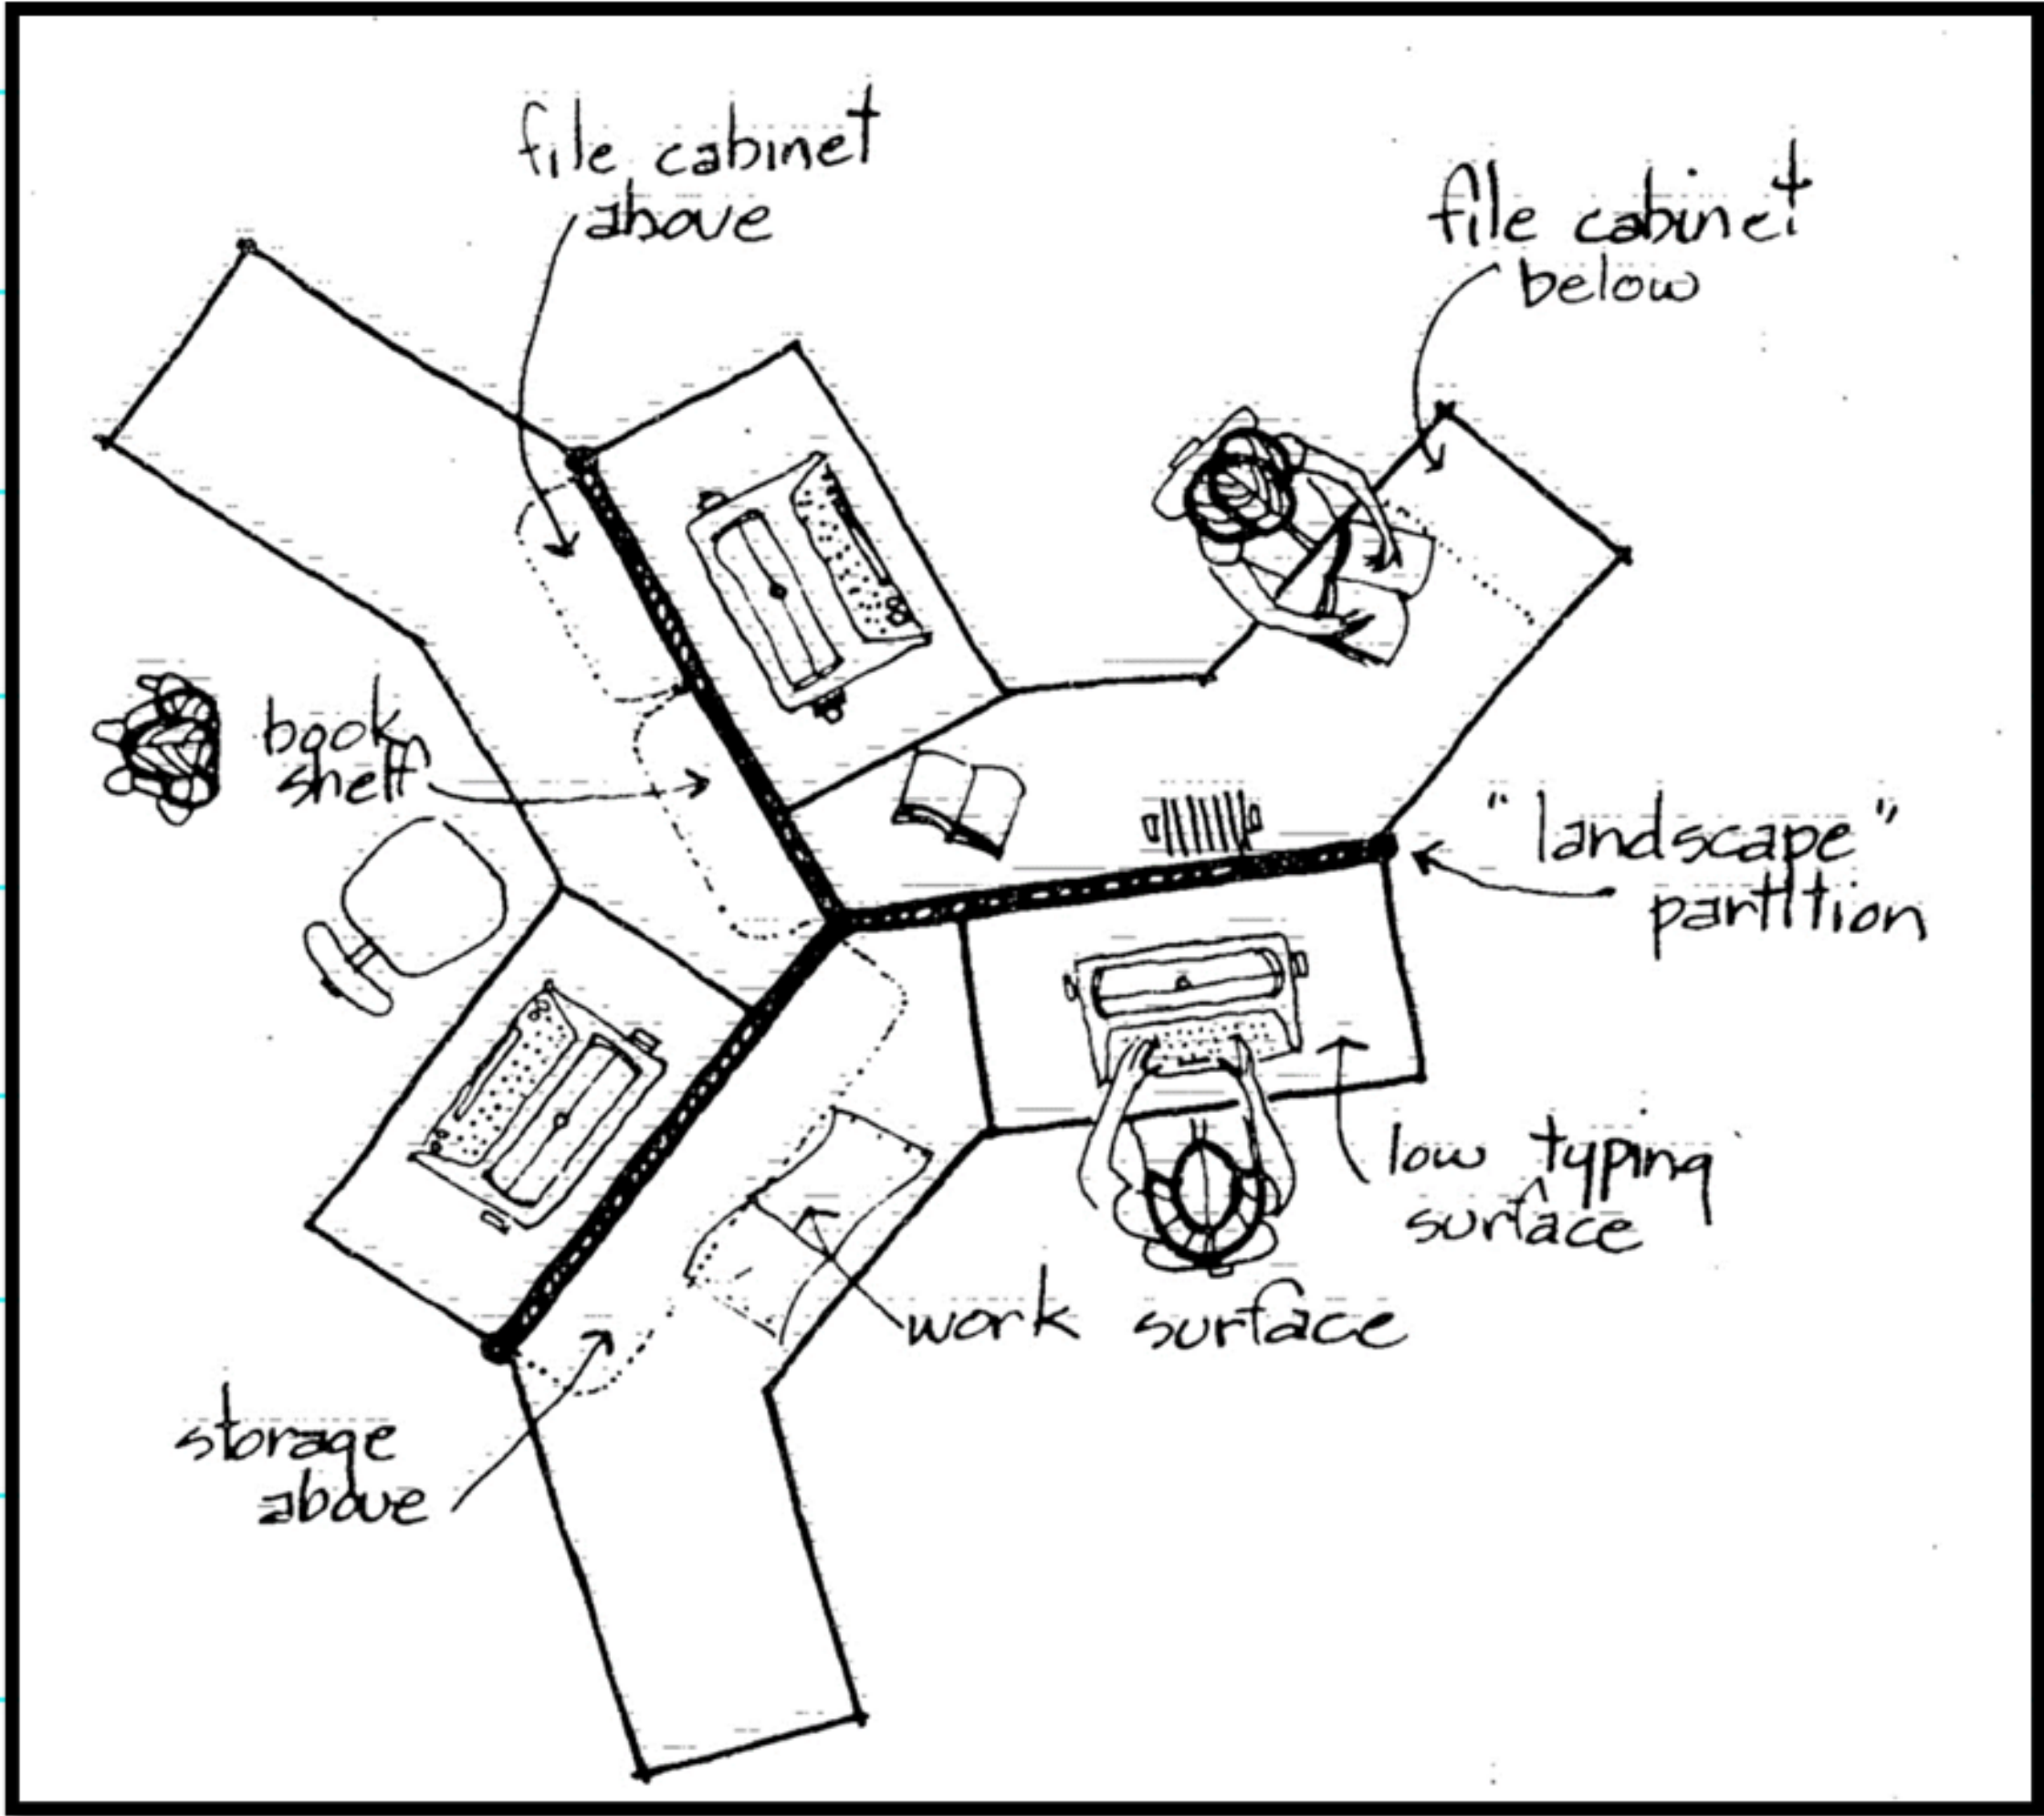 file cabinet
above
file cabinet
below
book
shelf
"landscape"
partition
low typing
surface
work surface
storage
above